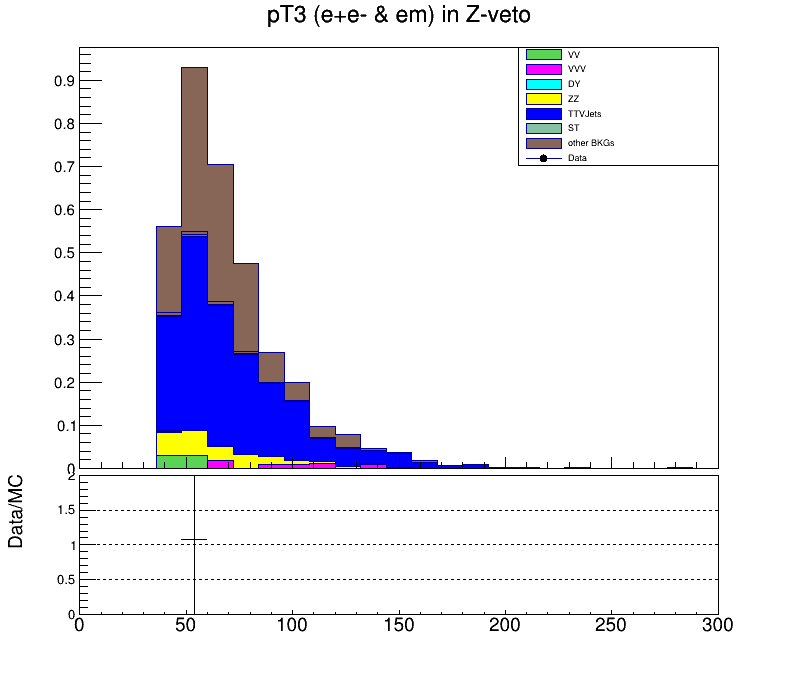 pT3 (e+e- & em) in Z-veto
VV
VVV
DY
ZZ
TTVJets
ST
other BKGs
Data
0.9
0.8
0.7
0.6
0.5
0.4
0.3
0.2
0.1
0
Data/MC
2
1.5
1
0.5
0
0 50 100 150 200 250 300